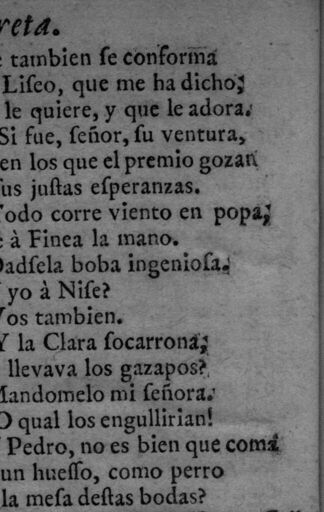 reta.
e tambien ſe conforma
Liſeo, que me ha dicho;
le quiere, y que le adora.
Si fue, ſeñor, ſu ventura,
en los que el premio gozan
ſus juſtas eſperanzas.
Todo corre viento en popa;
è à Finea la mano.
Dadſela boba ingenioſa.
Y yo à Niſe?
Vos tambien.
Y la Clara ſocarrona;
llevava los gazapos?
Mandomelo mi ſeñora.
O qual los engullirian!
Y Pedro, no es bien que coma
un hueſſo, como perro
la meſa deſtas bodas?